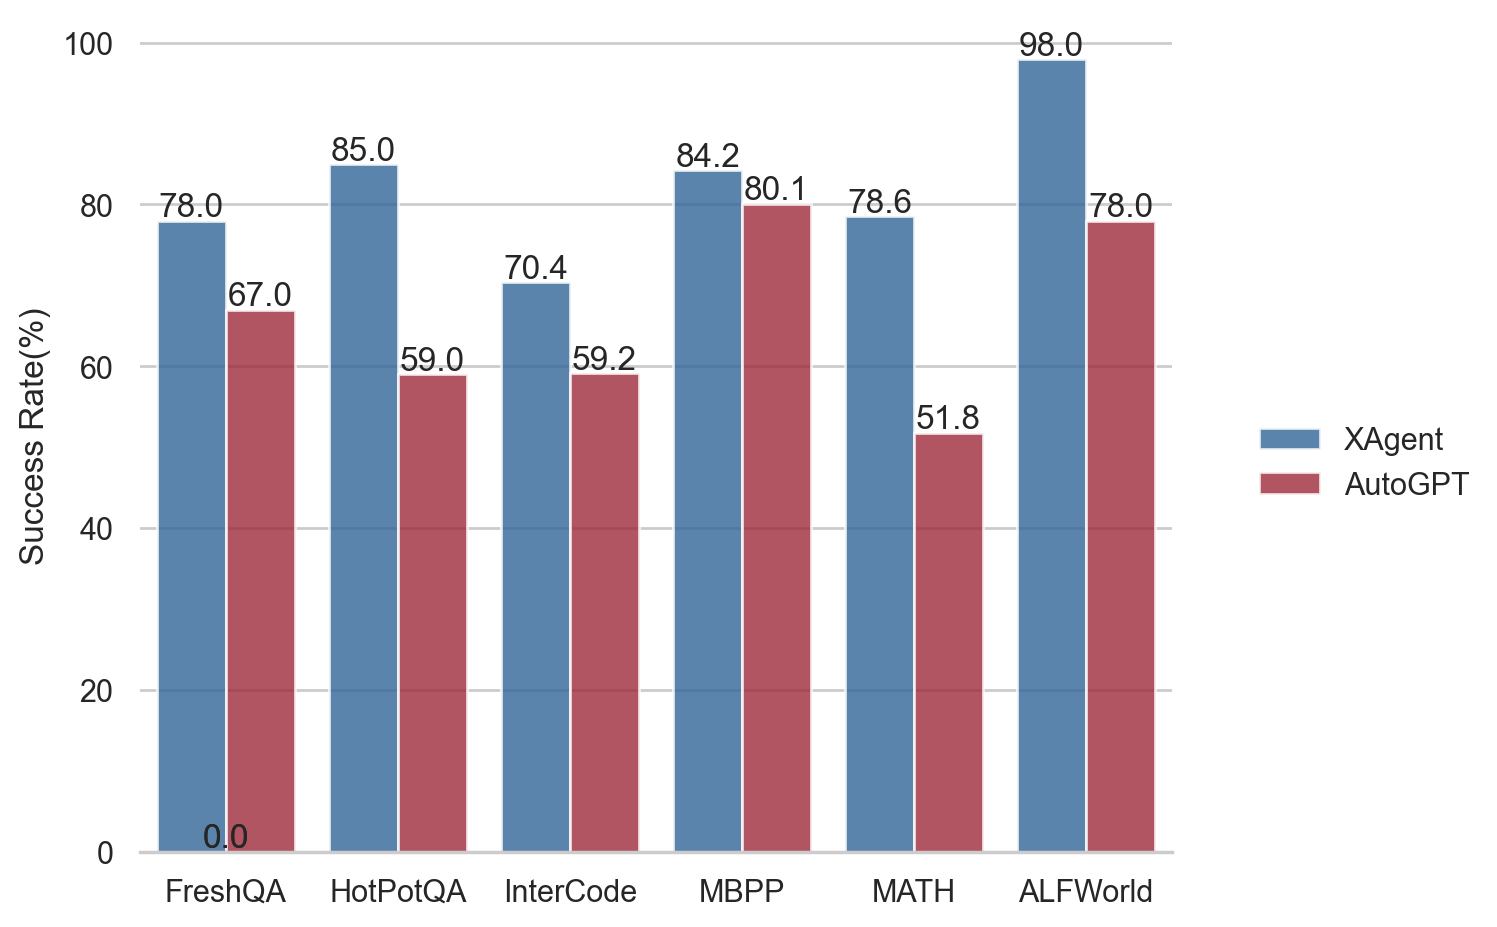 100
80
60
40
20
0
Success Rate(%)
78.0
67.0
85.0
59.0
70.4
59.2
84.2
80.1
78.6
51.8
98.0
78.0
0.0
FreshQA
HotPotQA
InterCode
MBPP
MATH
ALFWorld
XAgent
AutoGPT